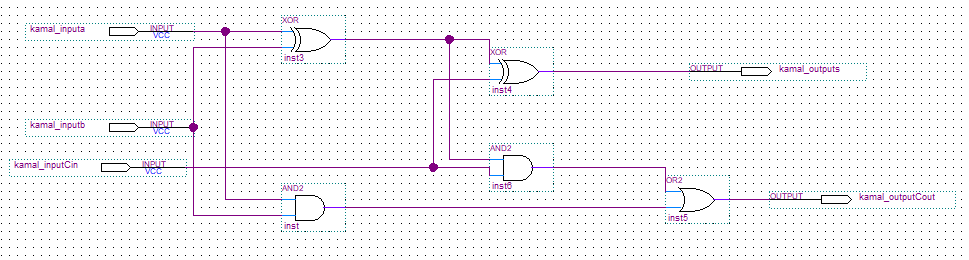 XOR
kamal_inputa INPUT
VCC
inst3
XOR
OUTPUT kamal_outputs
inst4
kamal_inputb INPUT
VCC
AND2
kamal_inputCin INPUT
VCC
inst6
AND2
OR2
OUTPUT kamal_outputCout
inst5
inst